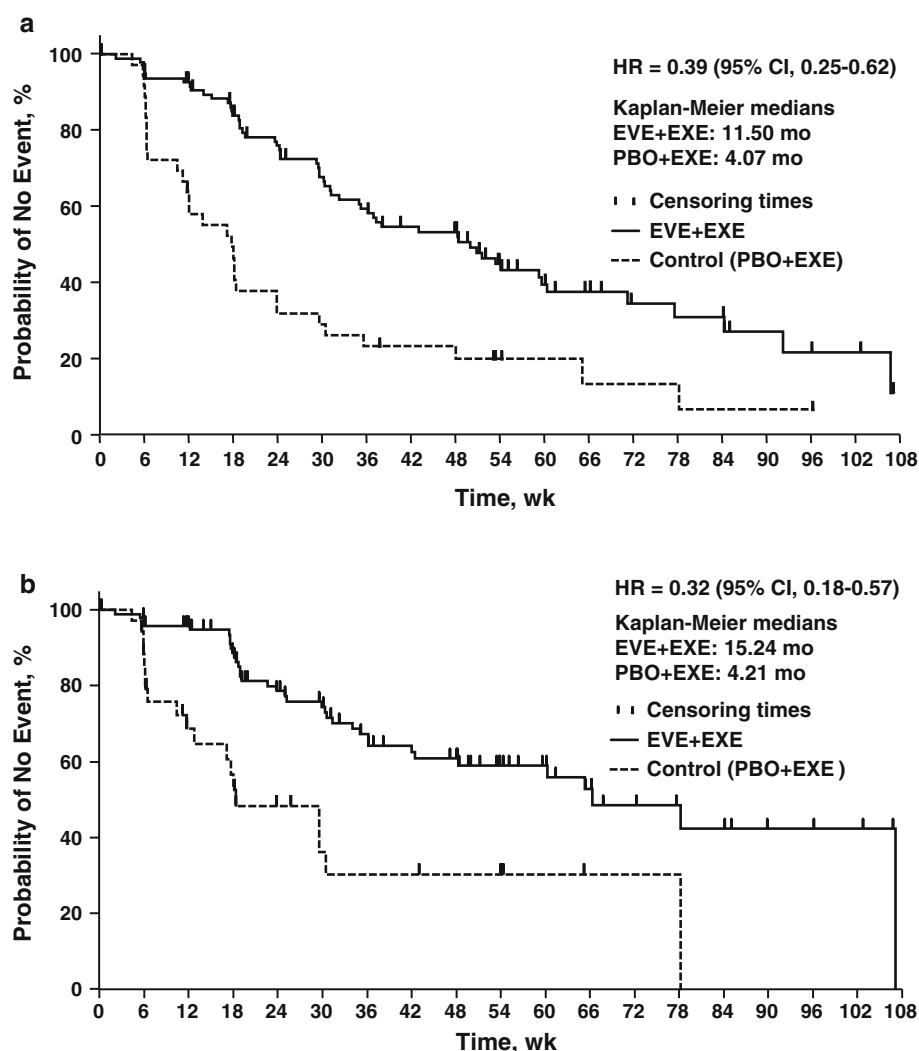 a
HR = 0.39 (95% CI, 0.25-0.62)
Kaplan-Meier medians
EVE+EXE: 11.50 mo
PBO+EXE: 4.07 mo
Censoring times
EVE+EXE
Control (PBO+EXE)
Probability of No Event, %
100
80
60
40
20
0
0 6 12 18 24 30 36 42 48 54 60 66 72 78 84 90 96 102 108
Time, wk
b
HR = 0.32 (95% CI, 0.18-0.57)
Kaplan-Meier medians
EVE+EXE: 15.24 mo
PBO+EXE: 4.21 mo
Censoring times
EVE+EXE
Control (PBO+EXE )
Probability of No Event, %
100
80
60
40
20
0
0 6 12 18 24 30 36 42 48 54 60 66 72 78 84 90 96 102 108
Time, wk